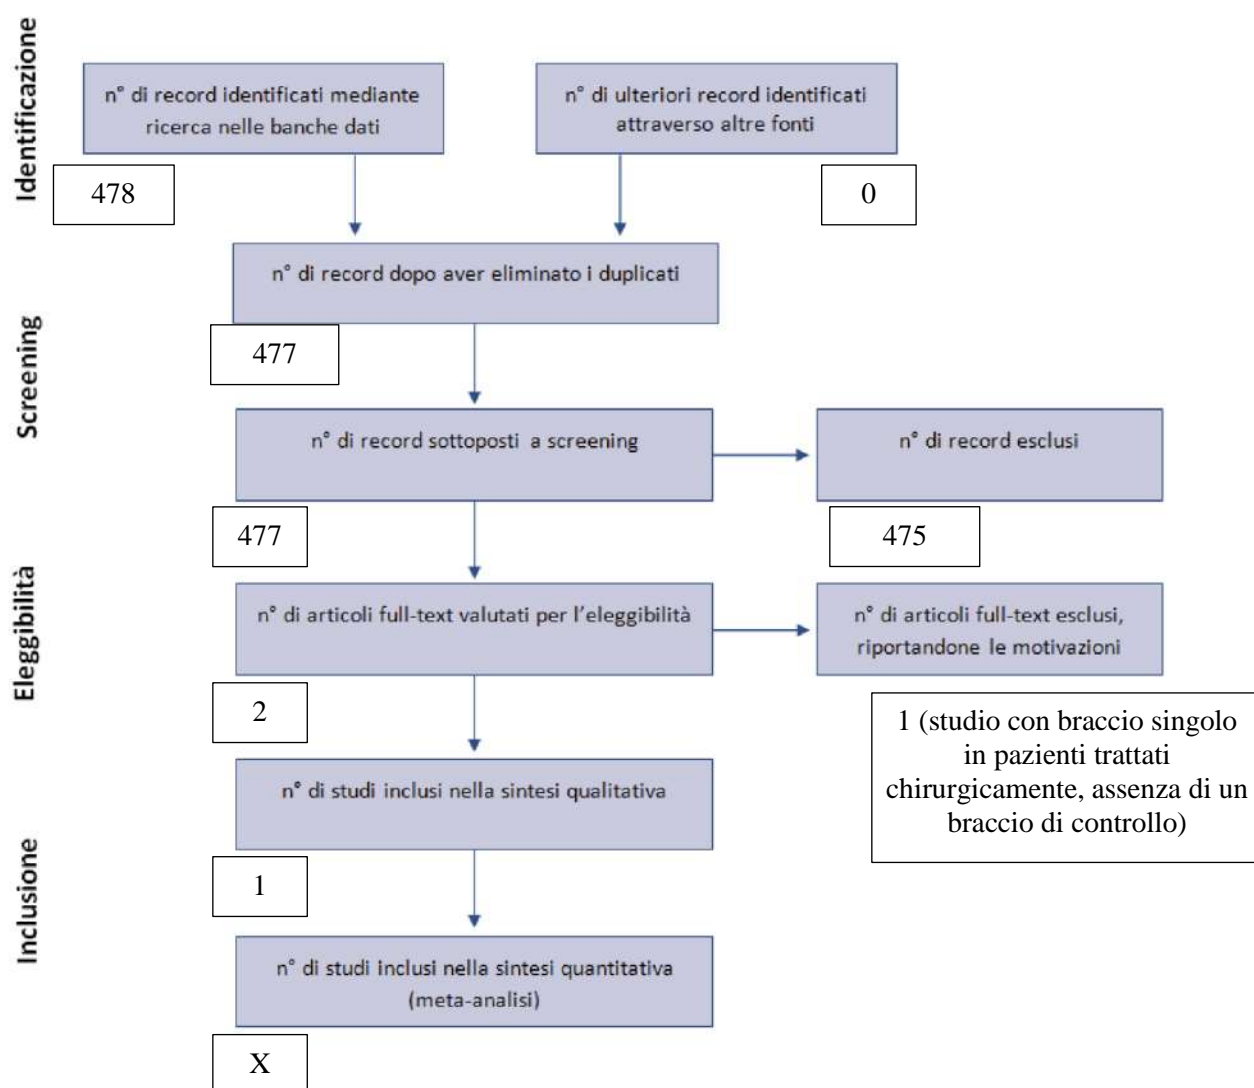 Identificazione
n° di record identificati mediante
ricerca nelle banche dati
n° di ulteriori record identificati
attraverso altre fonti
478
0
n° di record dopo aver eliminato i duplicati
477
Screening
n° di record sottoposti a screening
n° di record esclusi
477
475
Eleggibilità
n° di articoli full-text valutati per l'eleggibilità
n° di articoli full-text esclusi,
riportandone le motivazioni
2
1 (studio con braccio singolo
in pazienti trattati
chirurgicamente, assenza di un
braccio di controllo)
n° di studi inclusi nella sintesi qualitativa
1
Inclusione
n° di studi inclusi nella sintesi quantitativa
(meta-analisi)
X